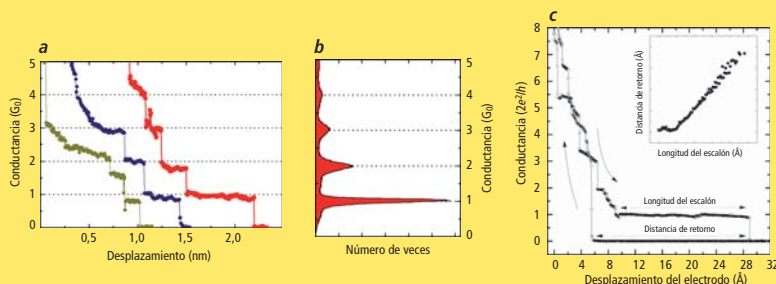 a
Conductancia (G₀)
5
4
3
2
1
0
0,5
1,0
1,5
2,0
Desplazamiento (nm)
b
5
4
3
2
1
0
Conductancia (G₀)
Número de veces
c
Conductancia (2e²/h)
8
7
6
5
4
3
2
1
0
Distancia de retorno (Å)
Longitud del escalón (Å)
Longitud del escalón
Distancia de retorno
0 4 8 12 16 20 24 28 32
Desplazamiento del electrodo (Å)